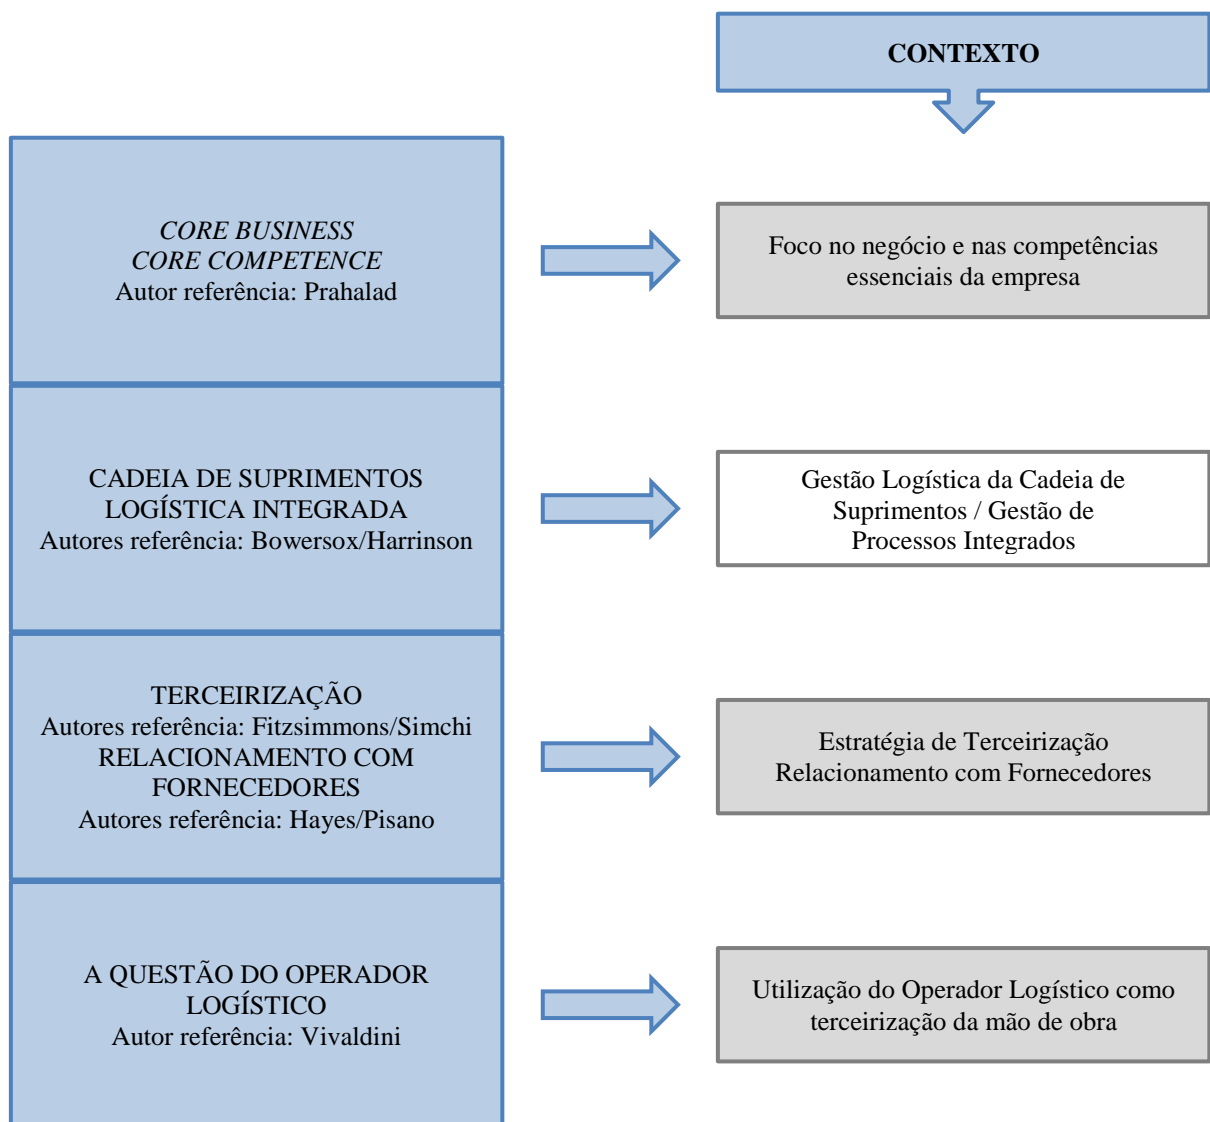 CONTEXTO
CORE BUSINESS
CORE COMPETENCE
Autor referência: Prahalad
Foco no negócio e nas competências
essenciais da empresa
CADEIA DE SUPRIMENTOS
LOGÍSTICA INTEGRADA
Autores referência: Bowersox/Harrinson
Gestão Logística da Cadeia de
Suprimentos / Gestão de
Processos Integrados
TERCEIRIZAÇÃO
Autores referência: Fitzsimmons/Simchi
RELACIONAMENTO COM
FORNECEDORES
Autores referência: Hayes/Pisano
Estratégia de Terceirização
Relacionamento com Fornecedores
A QUESTÃO DO OPERADOR
LOGÍSTICO
Autor referência: Vivaldini
Utilização do Operador Logístico como
terceirização da mão de obra